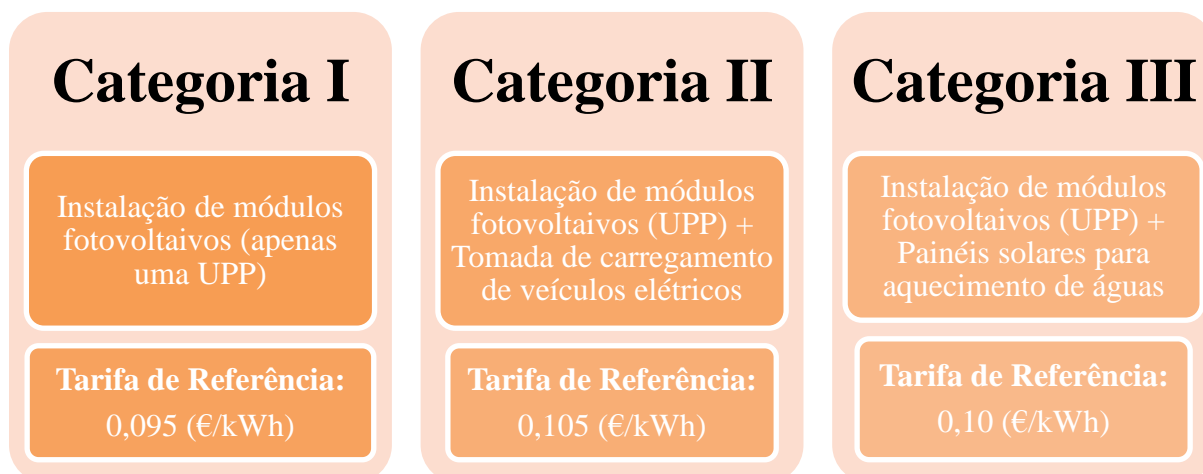 Categoria I
Instalação de módulos
fotovoltaivos (apenas
uma UPP)
Tarifa de Referência:
0,095 (€/kWh)
Categoria II
Instalação de módulos
fotovoltaivos (UPP) +
Tomada de carregamento
de veículos elétricos
Tarifa de Referência:
0,105 (€/kWh)
Categoria III
Instalação de módulos
fotovoltaivos (UPP) +
Painéis solares para
aquecimento de águas
Tarifa de Referência:
0,10 (€/kWh)